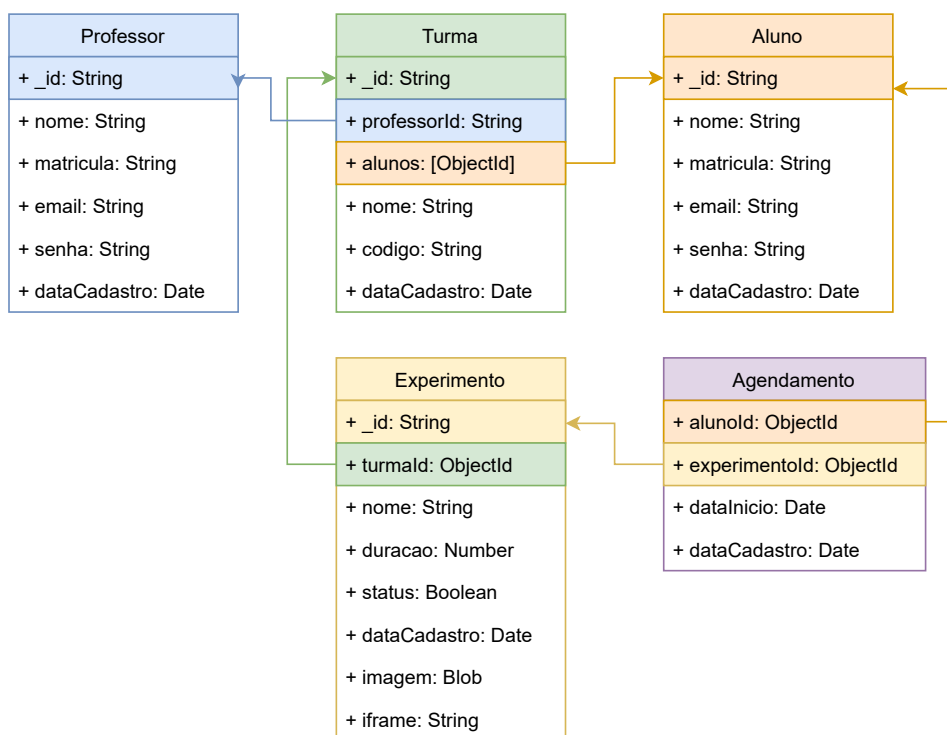 Professor
+ _id: String
+ nome: String
+ matricula: String
+ email: String
+ senha: String
+ dataCadastro: Date
Turma
+ _id: String
+ professorId: String
+ alunos: [ObjectId]
+ nome: String
+ codigo: String
+ dataCadastro: Date
Aluno
+ _id: String
+ nome: String
+ matricula: String
+ email: String
+ senha: String
+ dataCadastro: Date
Experimento
+ _id: String
+ turmaId: ObjectId
+ nome: String
+ duracao: Number
+ status: Boolean
+ dataCadastro: Date
+ imagem: Blob
+ iframe: String
Agendamento
+ alunoId: ObjectId
+ experimentoId: ObjectId
+ dataInicio: Date
+ dataCadastro: Date